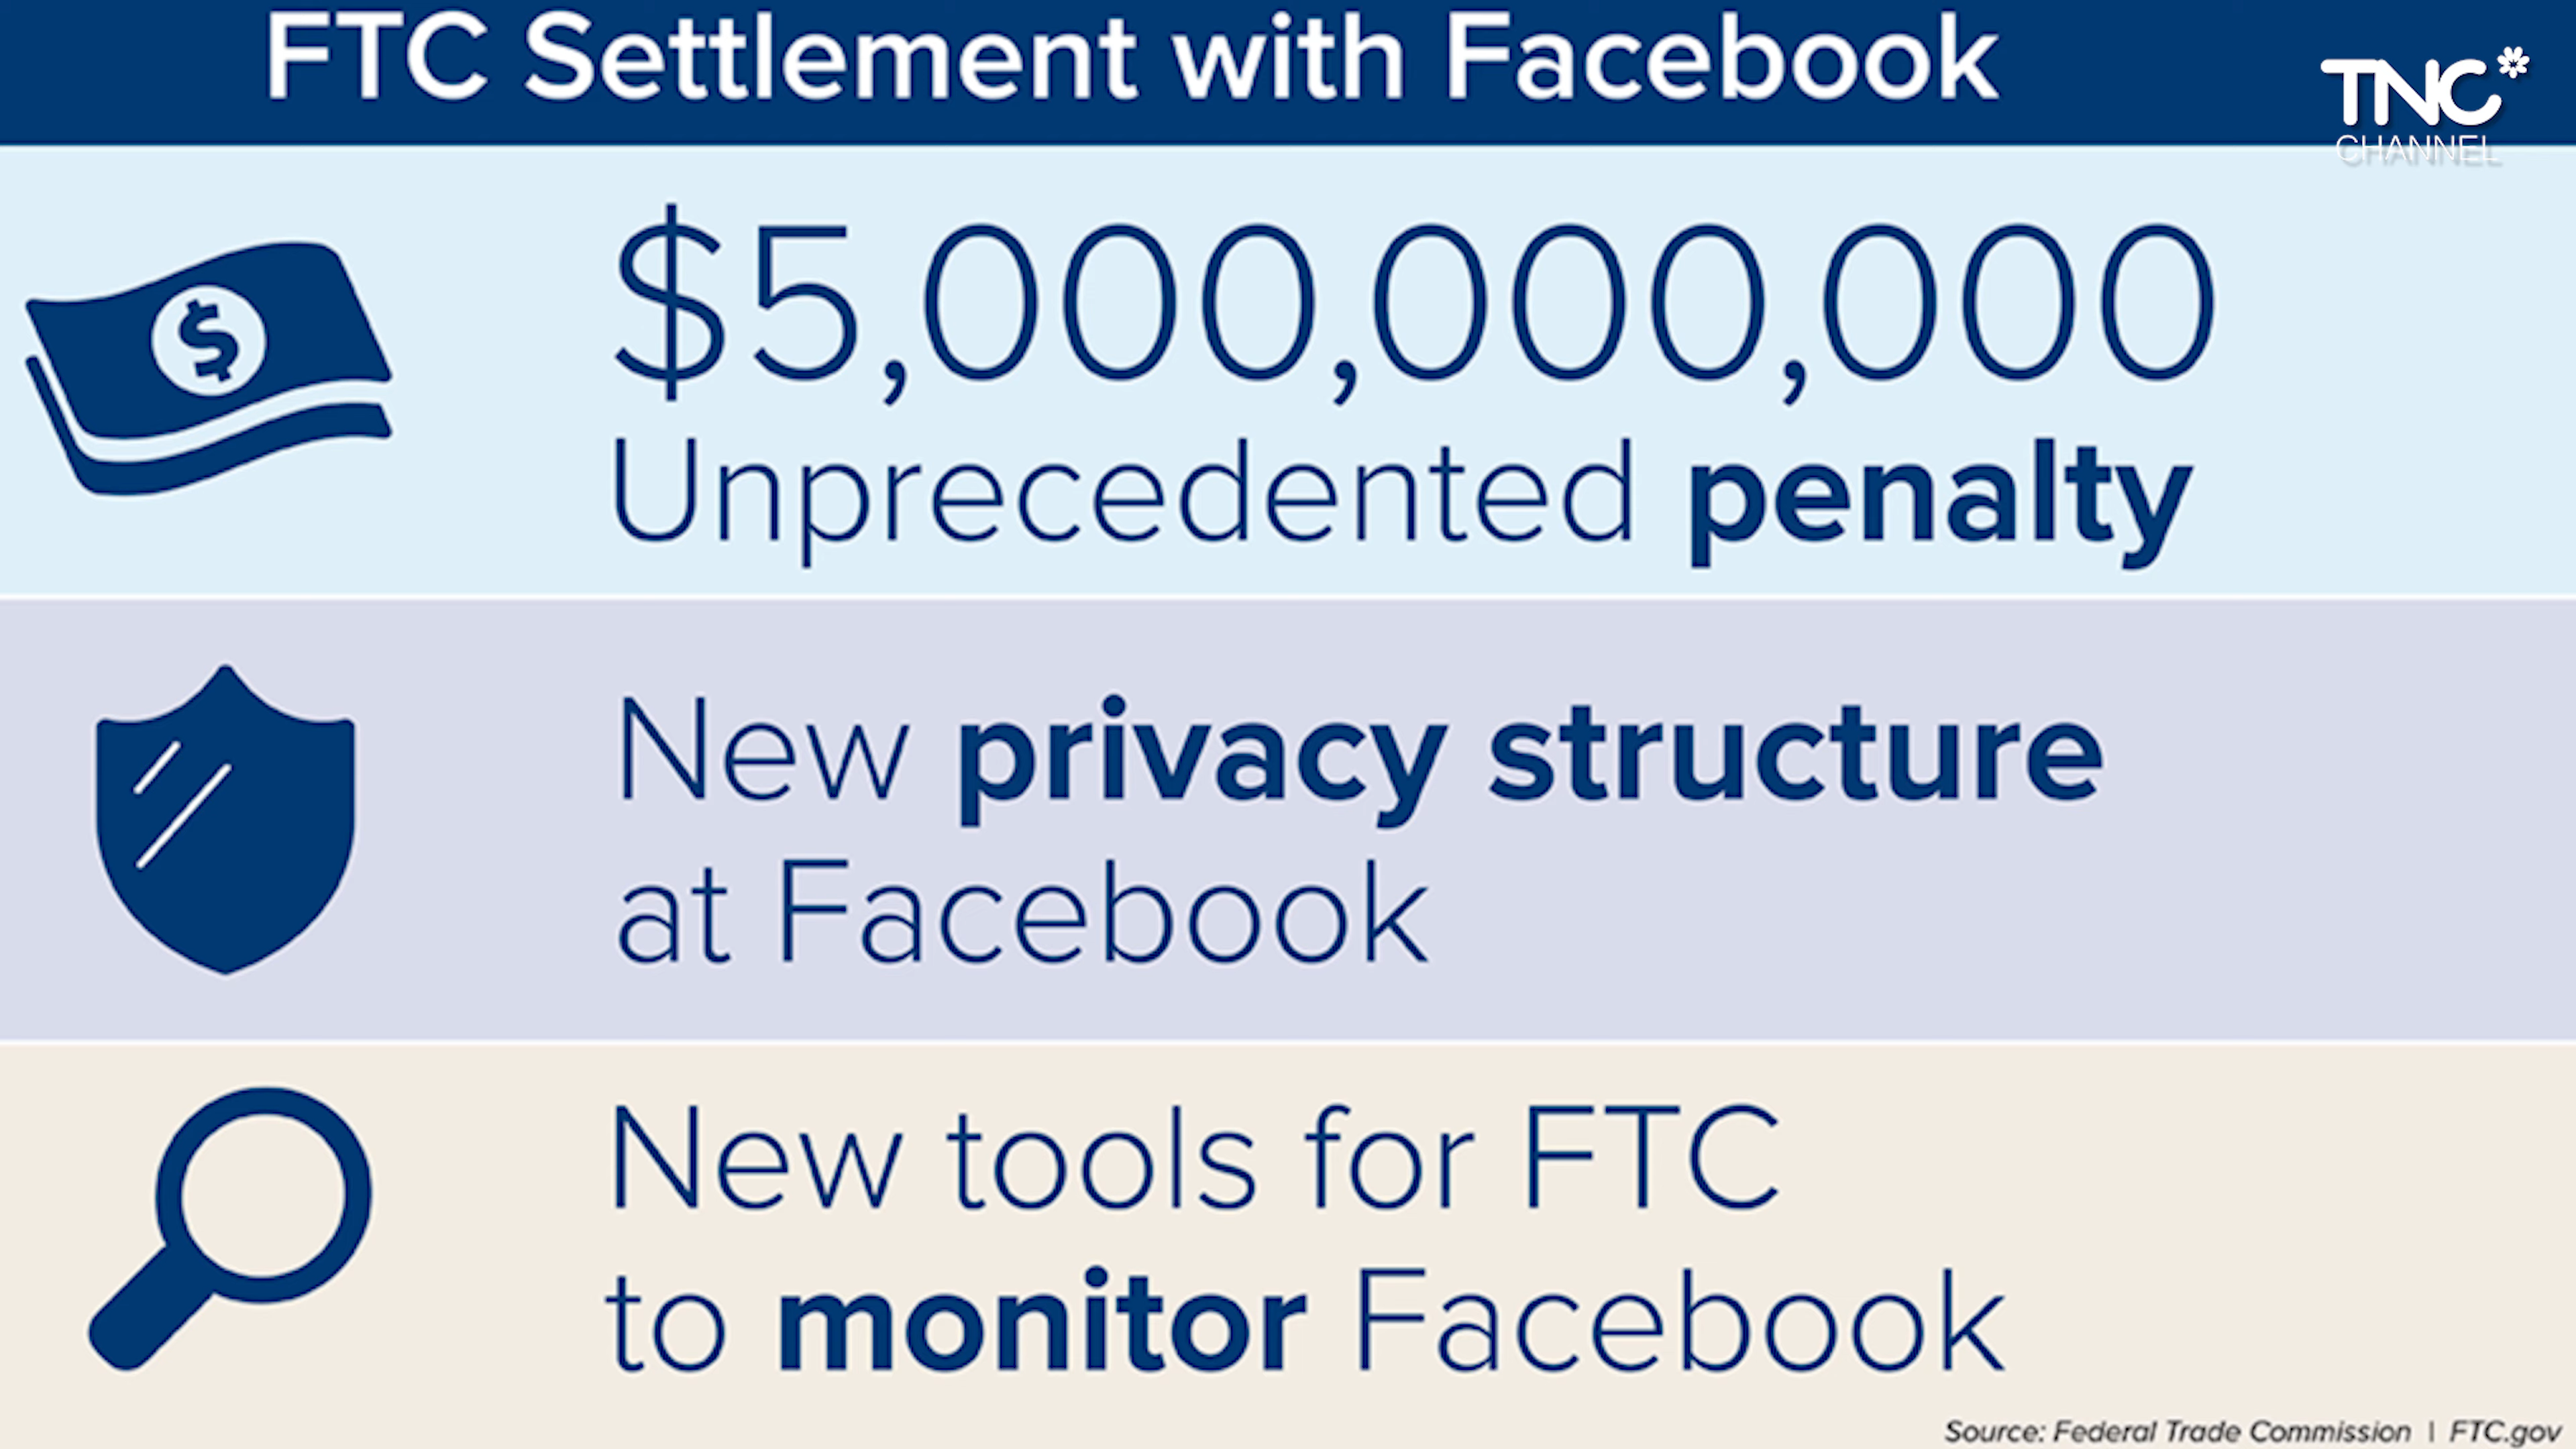 FTC Settlement with Facebook
TNC
CHANNEL
$
$5,000,000,000
Unprecedented penalty
New privacy structure
at Facebook
New tools for FTC
to monitor Facebook
Source: Federal Trade Commission | FTC.gov